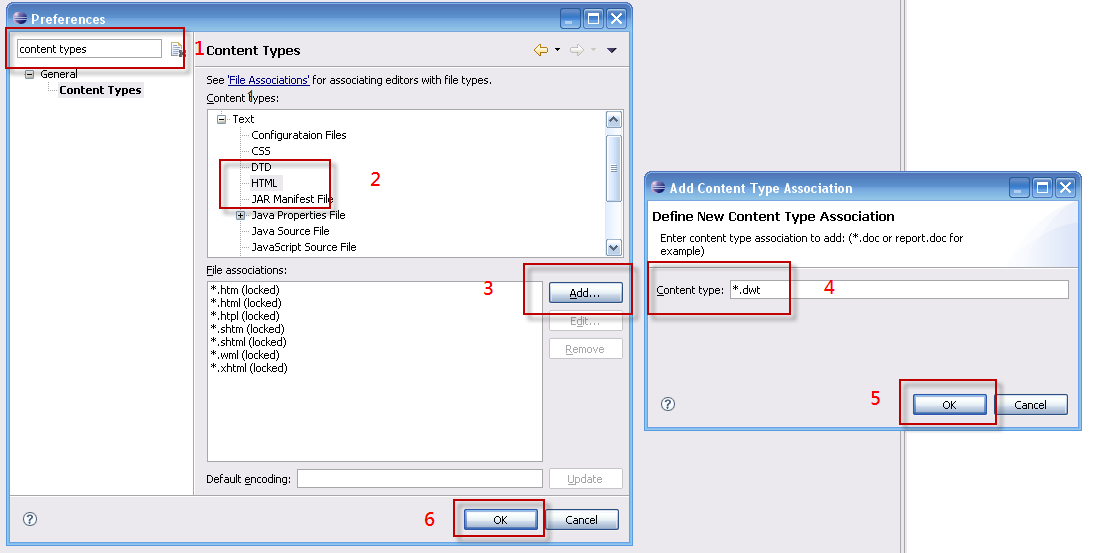 Preferences
content types
1
General
Content Types
Content Types
See 'File Associations' for associating editors with file types.
Content Types:
Text
Configurataion Files
CSS
DTD
HTML
2
JAR Manifest File
Java Properties File
Java Source File
JavaScript Source File
File associations:
*.htm (locked)
*.html (locked)
*.htpl (locked)
*.shtm (locked)
*.shtml (locked)
*.wml (locked)
*.xhtml (locked)
3
Add...
Edit...
Remove
Default encoding:
Update
6
OK
Cancel
Add Content Type Association
Define New Content Type Association
Enter content type association to add: (*.doc or report.doc for
example)
Content type:
*.dwt
4
5
OK
Cancel